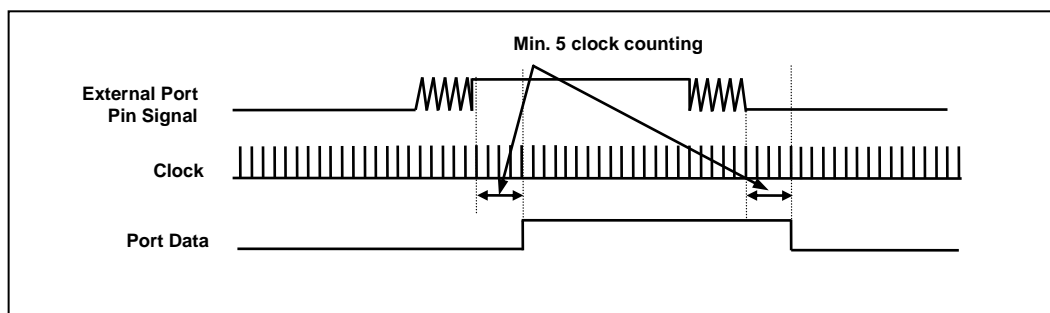 Min. 5 clock counting
External Port
Pin Signal
Clock
Port Data